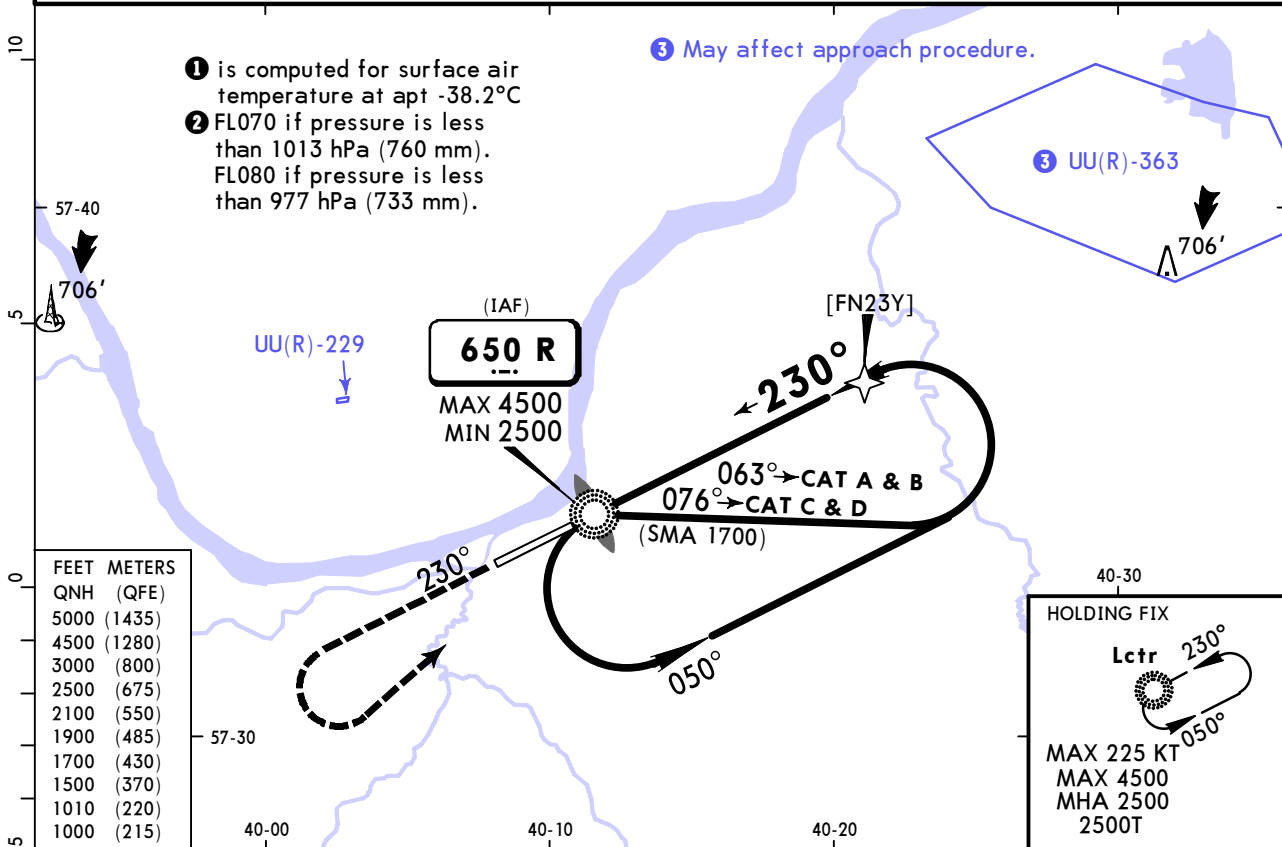 10
❶ is computed for surface air
temperature at apt -38.2°C
❷ FL070 if pressure is less
than 1013 hPa (760 mm).
FL080 if pressure is less
than 977 hPa (733 mm).
❸ May affect approach procedure.
❸ UU(R)-363
57-40
706'
706'
5
UU(R)-229
(IAF)
650 R
MAX 4500
MIN 2500
[FN23Y]
230°
063° CAT A & B
076° CAT C & D
(SMA 1700)
230°
050°
0
FEET METERS
QNH (QFE)
5000 (1435)
4500 (1280)
3000 (800)
2500 (675)
2100 (550)
1900 (485)
1700 (430)
1500 (370)
1010 (220)
1000 (215)
57-30
5
40-00
40-10
40-20
40-30
HOLDING FIX
Lctr
230°
050°
MAX 225 KT
MAX 4500
MHA 2500
2500T